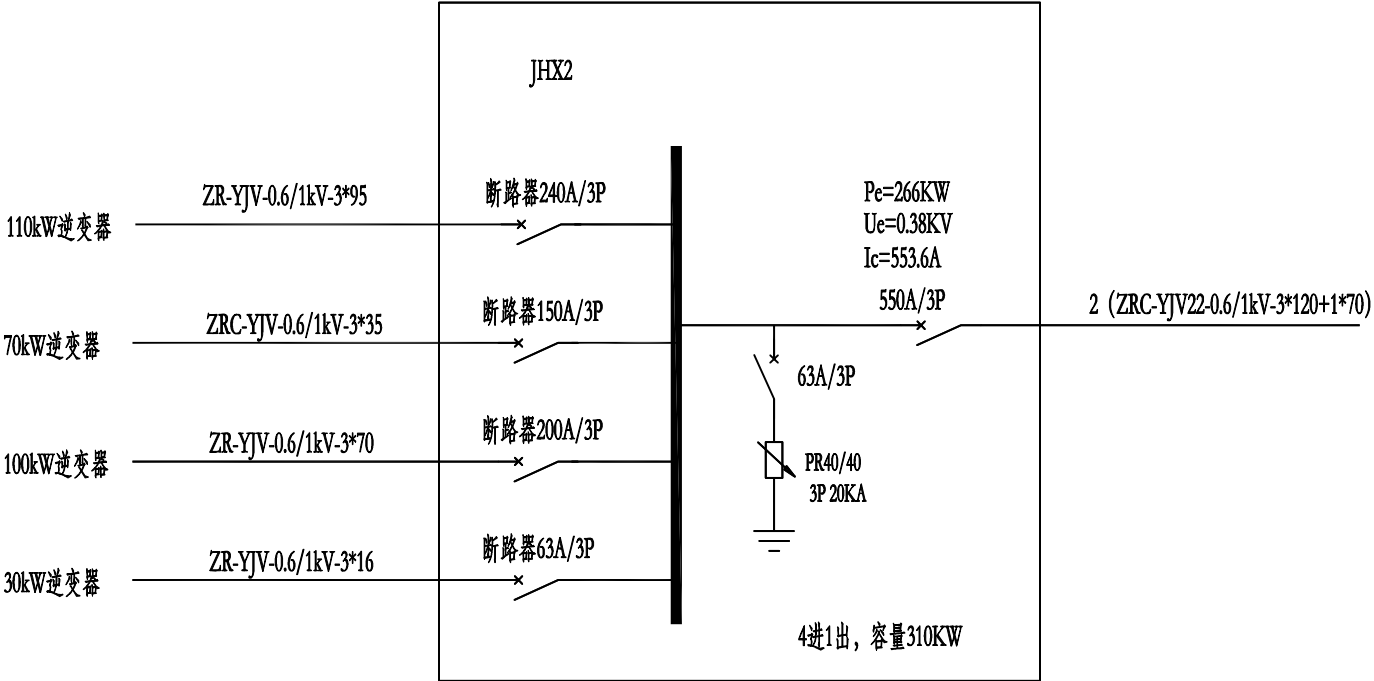 JHX2
ZR-YJV-0.6/1kV-3*95
断路器240A/3P
110kW逆变器
Pe=266KW
Ue=0.38KV
Ic=553.6A
550A/3P
2（ZRC-YJV22-0.6/1kV-3*120+1*70）
ZRC-YJV-0.6/1kV-3*35
断路器150A/3P
70kW逆变器
63A/3P
ZR-YJV-0.6/1kV-3*70
断路器200A/3P
100kW逆变器
PR40/40
3P 20KA
ZR-YJV-0.6/1kV-3*16
断路器63A/3P
30kW逆变器
4进1出，容量310KW